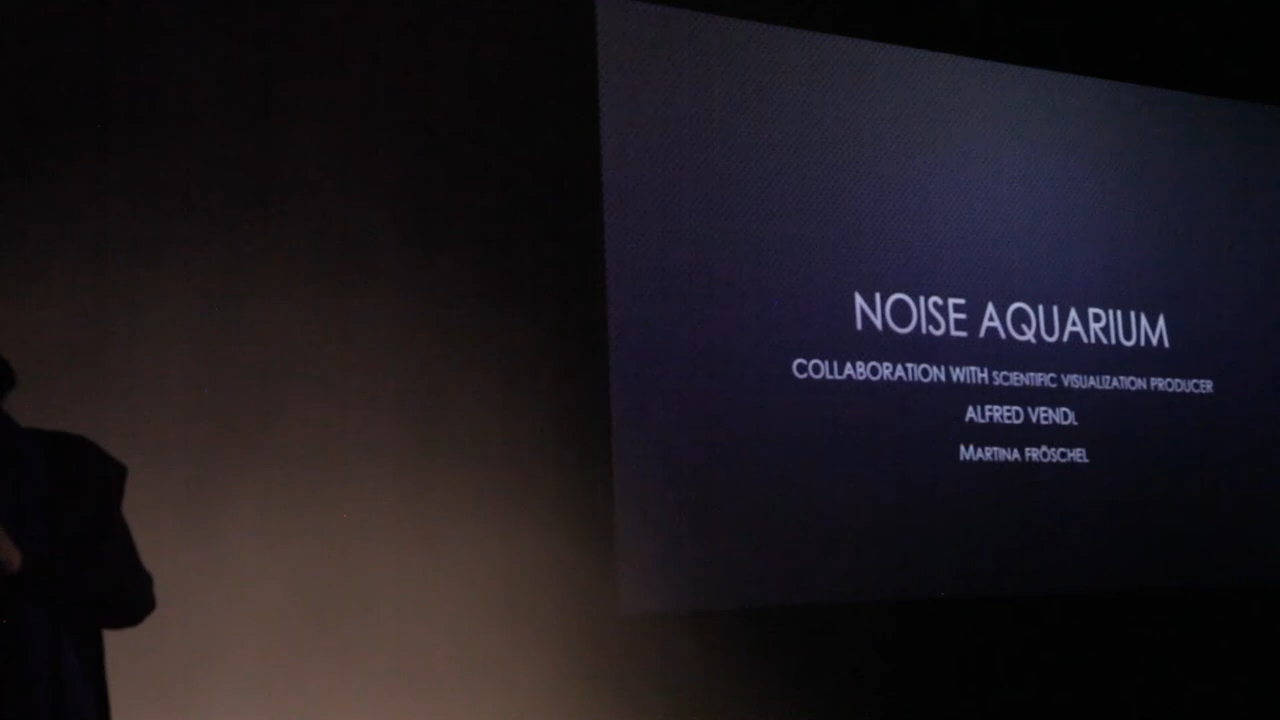 NOISE AQUARIUM
COLLABORATION WITH SCIENTIFIC VISUALIZATION PRODUCER
ALFRED VENDL
MARTINA FRÖSCHEL